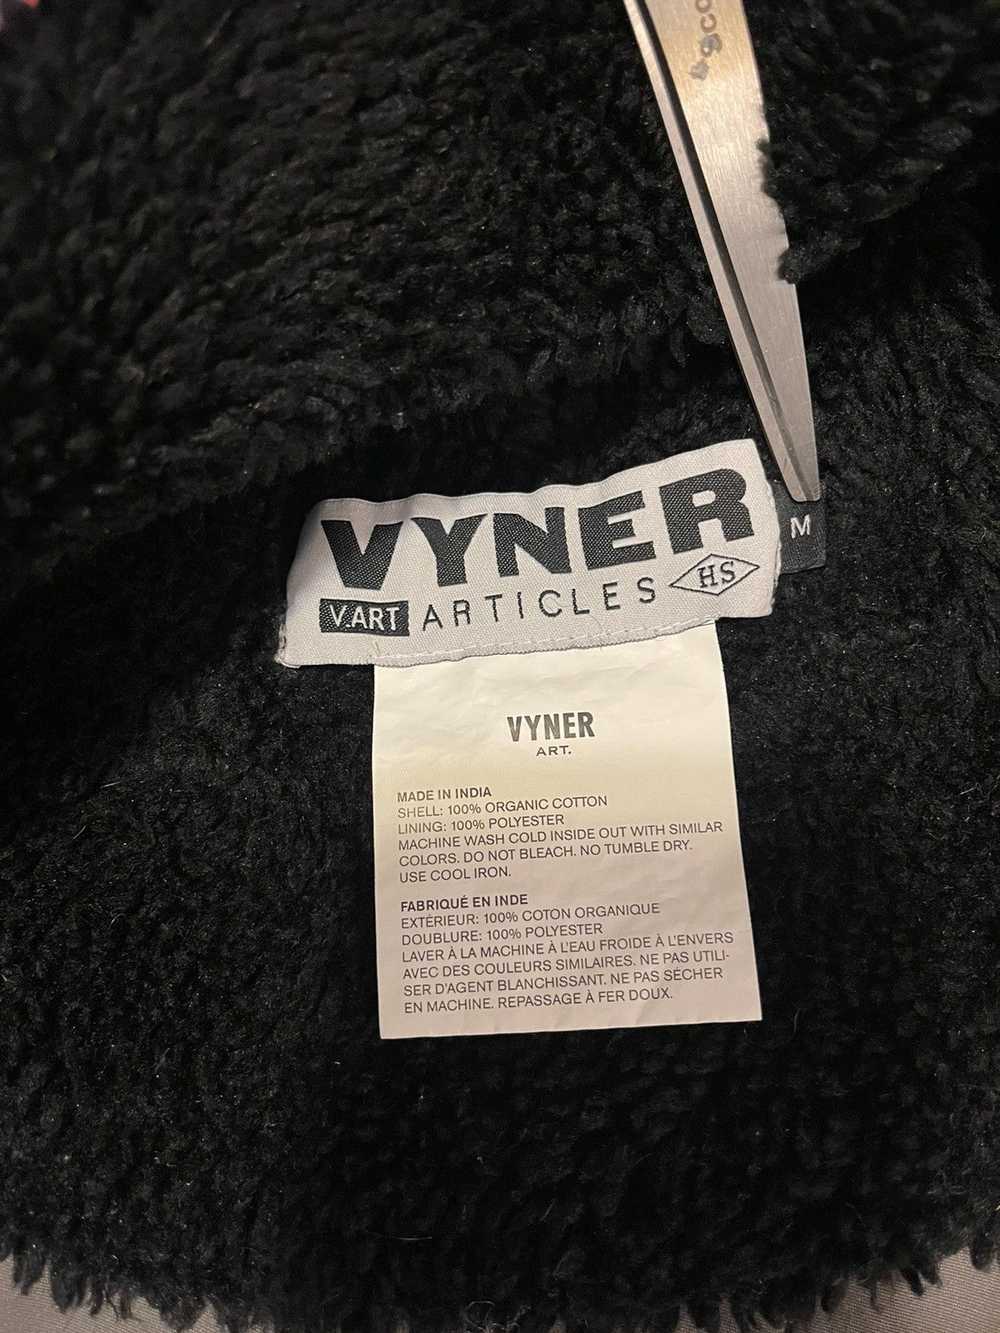 VYNER
V.ART ARTICLES HS
M
VYNER
ART.
MADE IN INDIA
SHELL: 100% ORGANIC COTTON
LINING: 100% POLYESTER
MACHINE WASH COLD INSIDE OUT WITH SIMILAR
COLORS. DO NOT BLEACH. NO TUMBLE DRY.
USE COOL IRON.
FABRIQUÉ EN INDE
EXTÉRIEUR: 100% COTON ORGANIQUE
DOUBLURE: 100% POLYESTER
LAVER À LA MACHINE À L'EAU FROIDE À L'ENVERS
AVEC DES COULEURS SIMILAIRES. NE PAS UTILI-
SER D'AGENT BLANCHISSANT. NE PAS SÉCHER
EN MACHINE. REPASSAGE À FER DOUX.